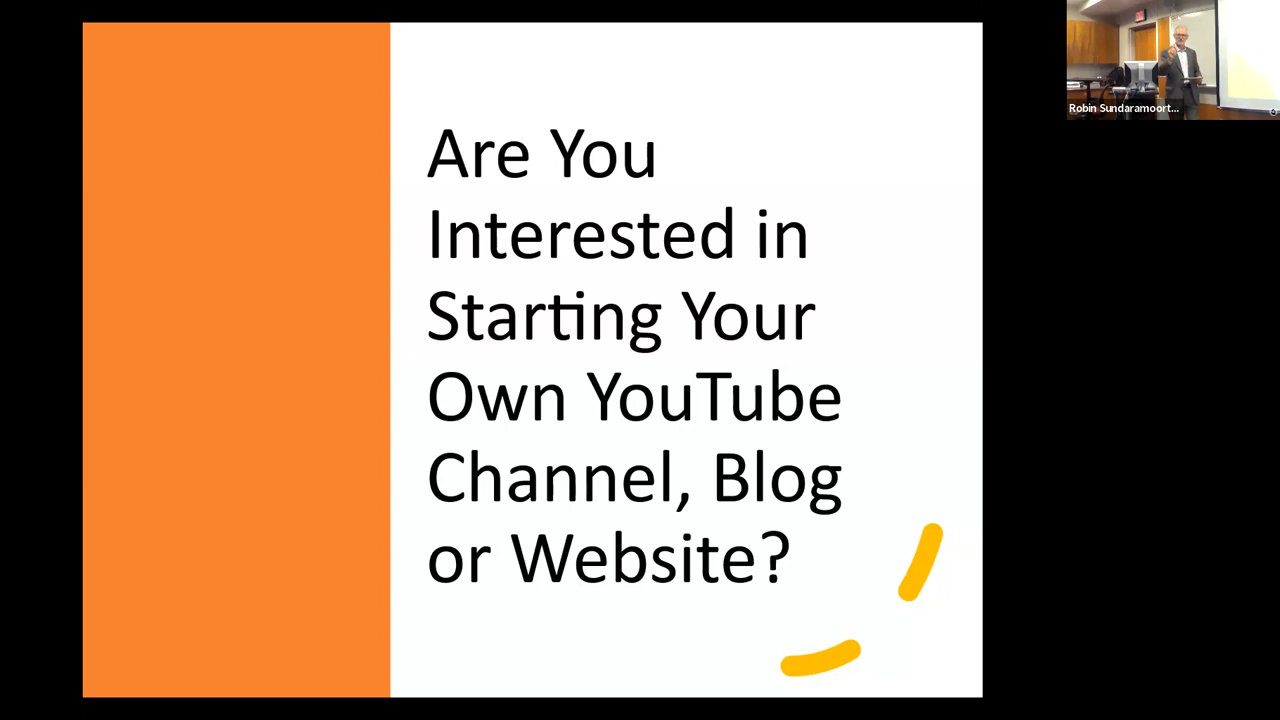 Are You
Interested in
Starting Your
Own YouTube
Channel, Blog
or Website?
Robin Sundaramoort...